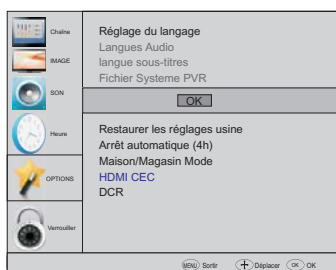 Chaîne
IMAGE
SON
Heure
OPTIONS
Verrouiller
Réglage du langage
Langues Audio
langue sous-titres
Fichier Systeme PVR
OK
Restaurer les réglages usine
Arrêt automatique (4h)
Maison/Magasin Mode
HDMI CEC
DCR
MENU Sortir Déplacer OK OK